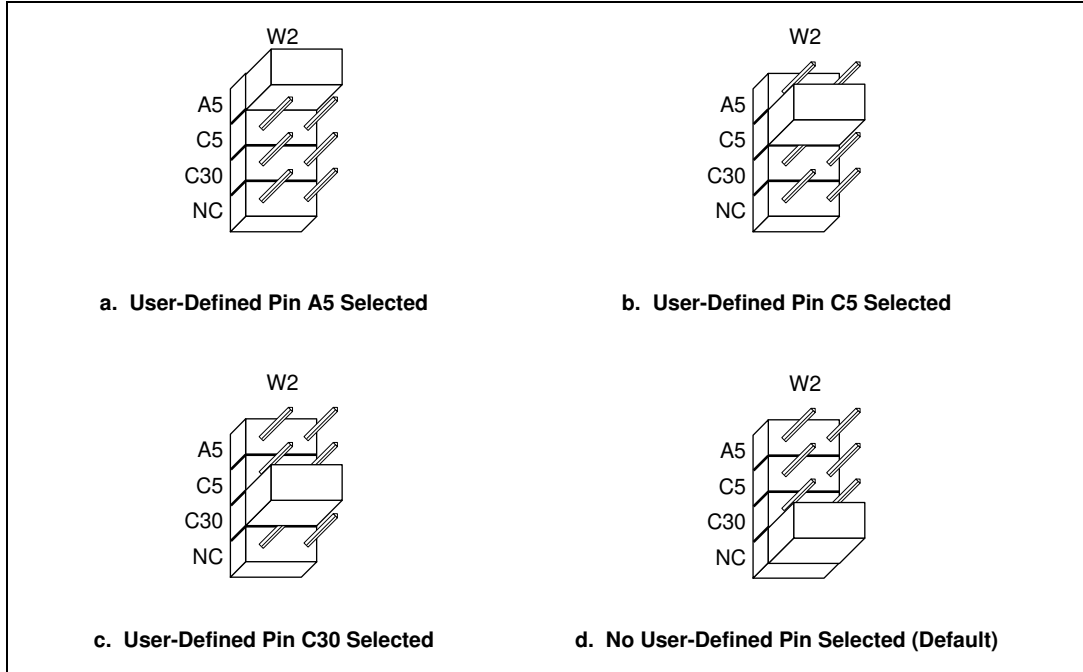 W2
A5
C5
C30
NC
a. User-Defined Pin A5 Selected
W2
A5
C5
C30
NC
b. User-Defined Pin C5 Selected
W2
A5
C5
C30
NC
c. User-Defined Pin C30 Selected
W2
A5
C5
C30
NC
d. No User-Defined Pin Selected (Default)